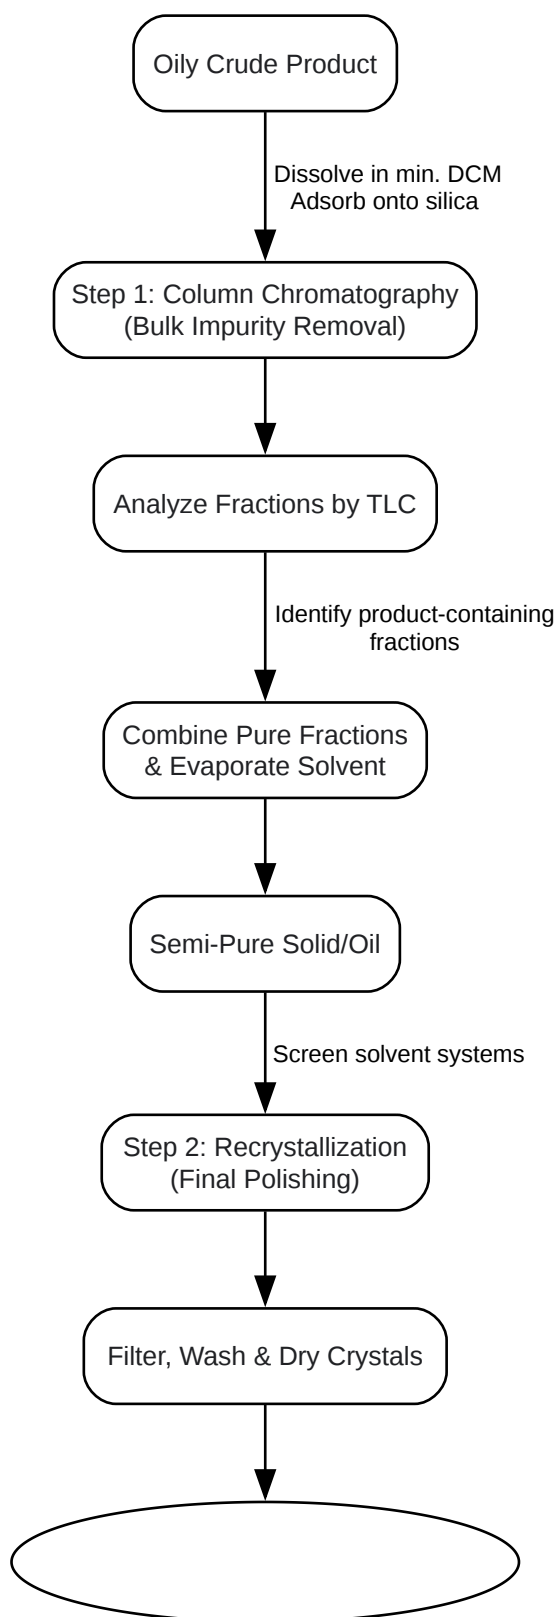 Oily Crude Product
Dissolve in min. DCM
Adsorb onto silica
Step 1: Column Chromatography
(Bulk Impurity Removal)
Analyze Fractions by TLC
Identify product-containing
fractions
Combine Pure Fractions
& Evaporate Solvent
Semi-Pure Solid/Oil
Screen solvent systems
Step 2: Recrystallization
(Final Polishing)
Filter, Wash & Dry Crystals